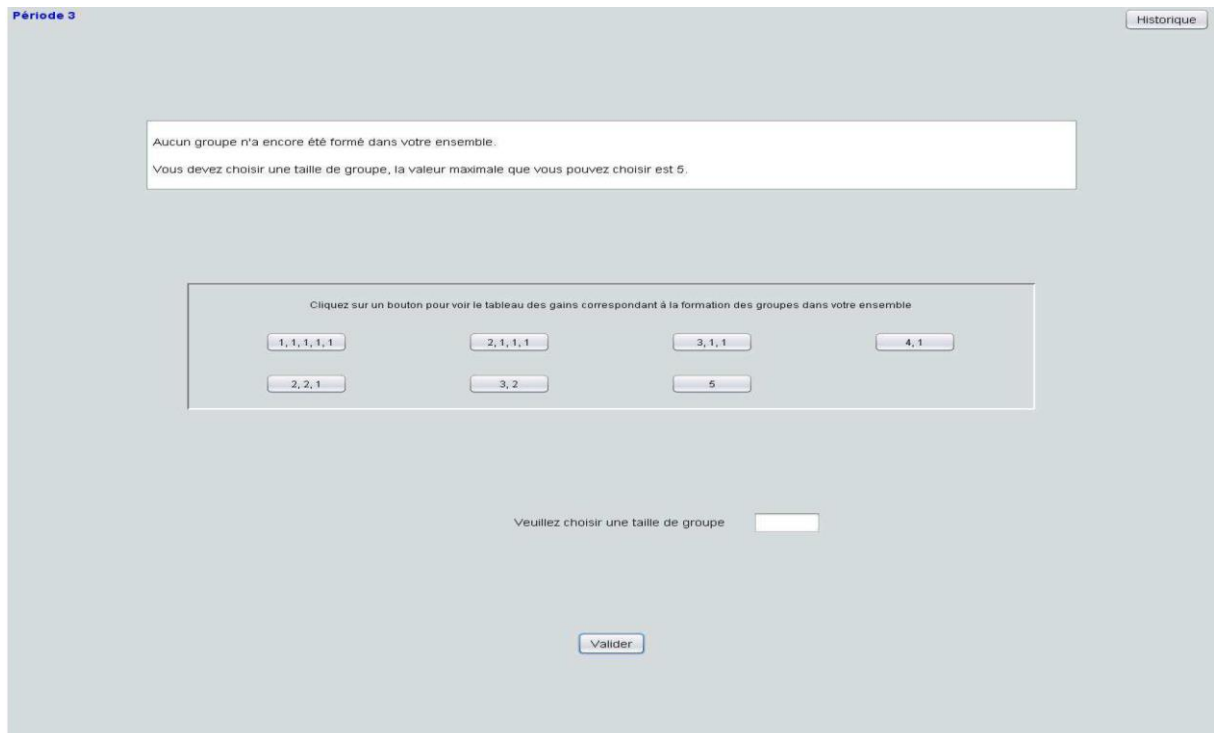 Période 3
Historique
Aucun groupe n'a encore été formé dans votre ensemble.
Vous devez choisir une taille de groupe, la valeur maximale que vous pouvez choisir est 5.
Cliquez sur un bouton pour voir le tableau des gains correspondant à la formation des groupes dans votre ensemble
1, 1, 1, 1, 1
2, 1, 1, 1
3, 1, 1
4, 1
2, 2, 1
3, 2
5
Veuillez choisir une taille de groupe
Valider